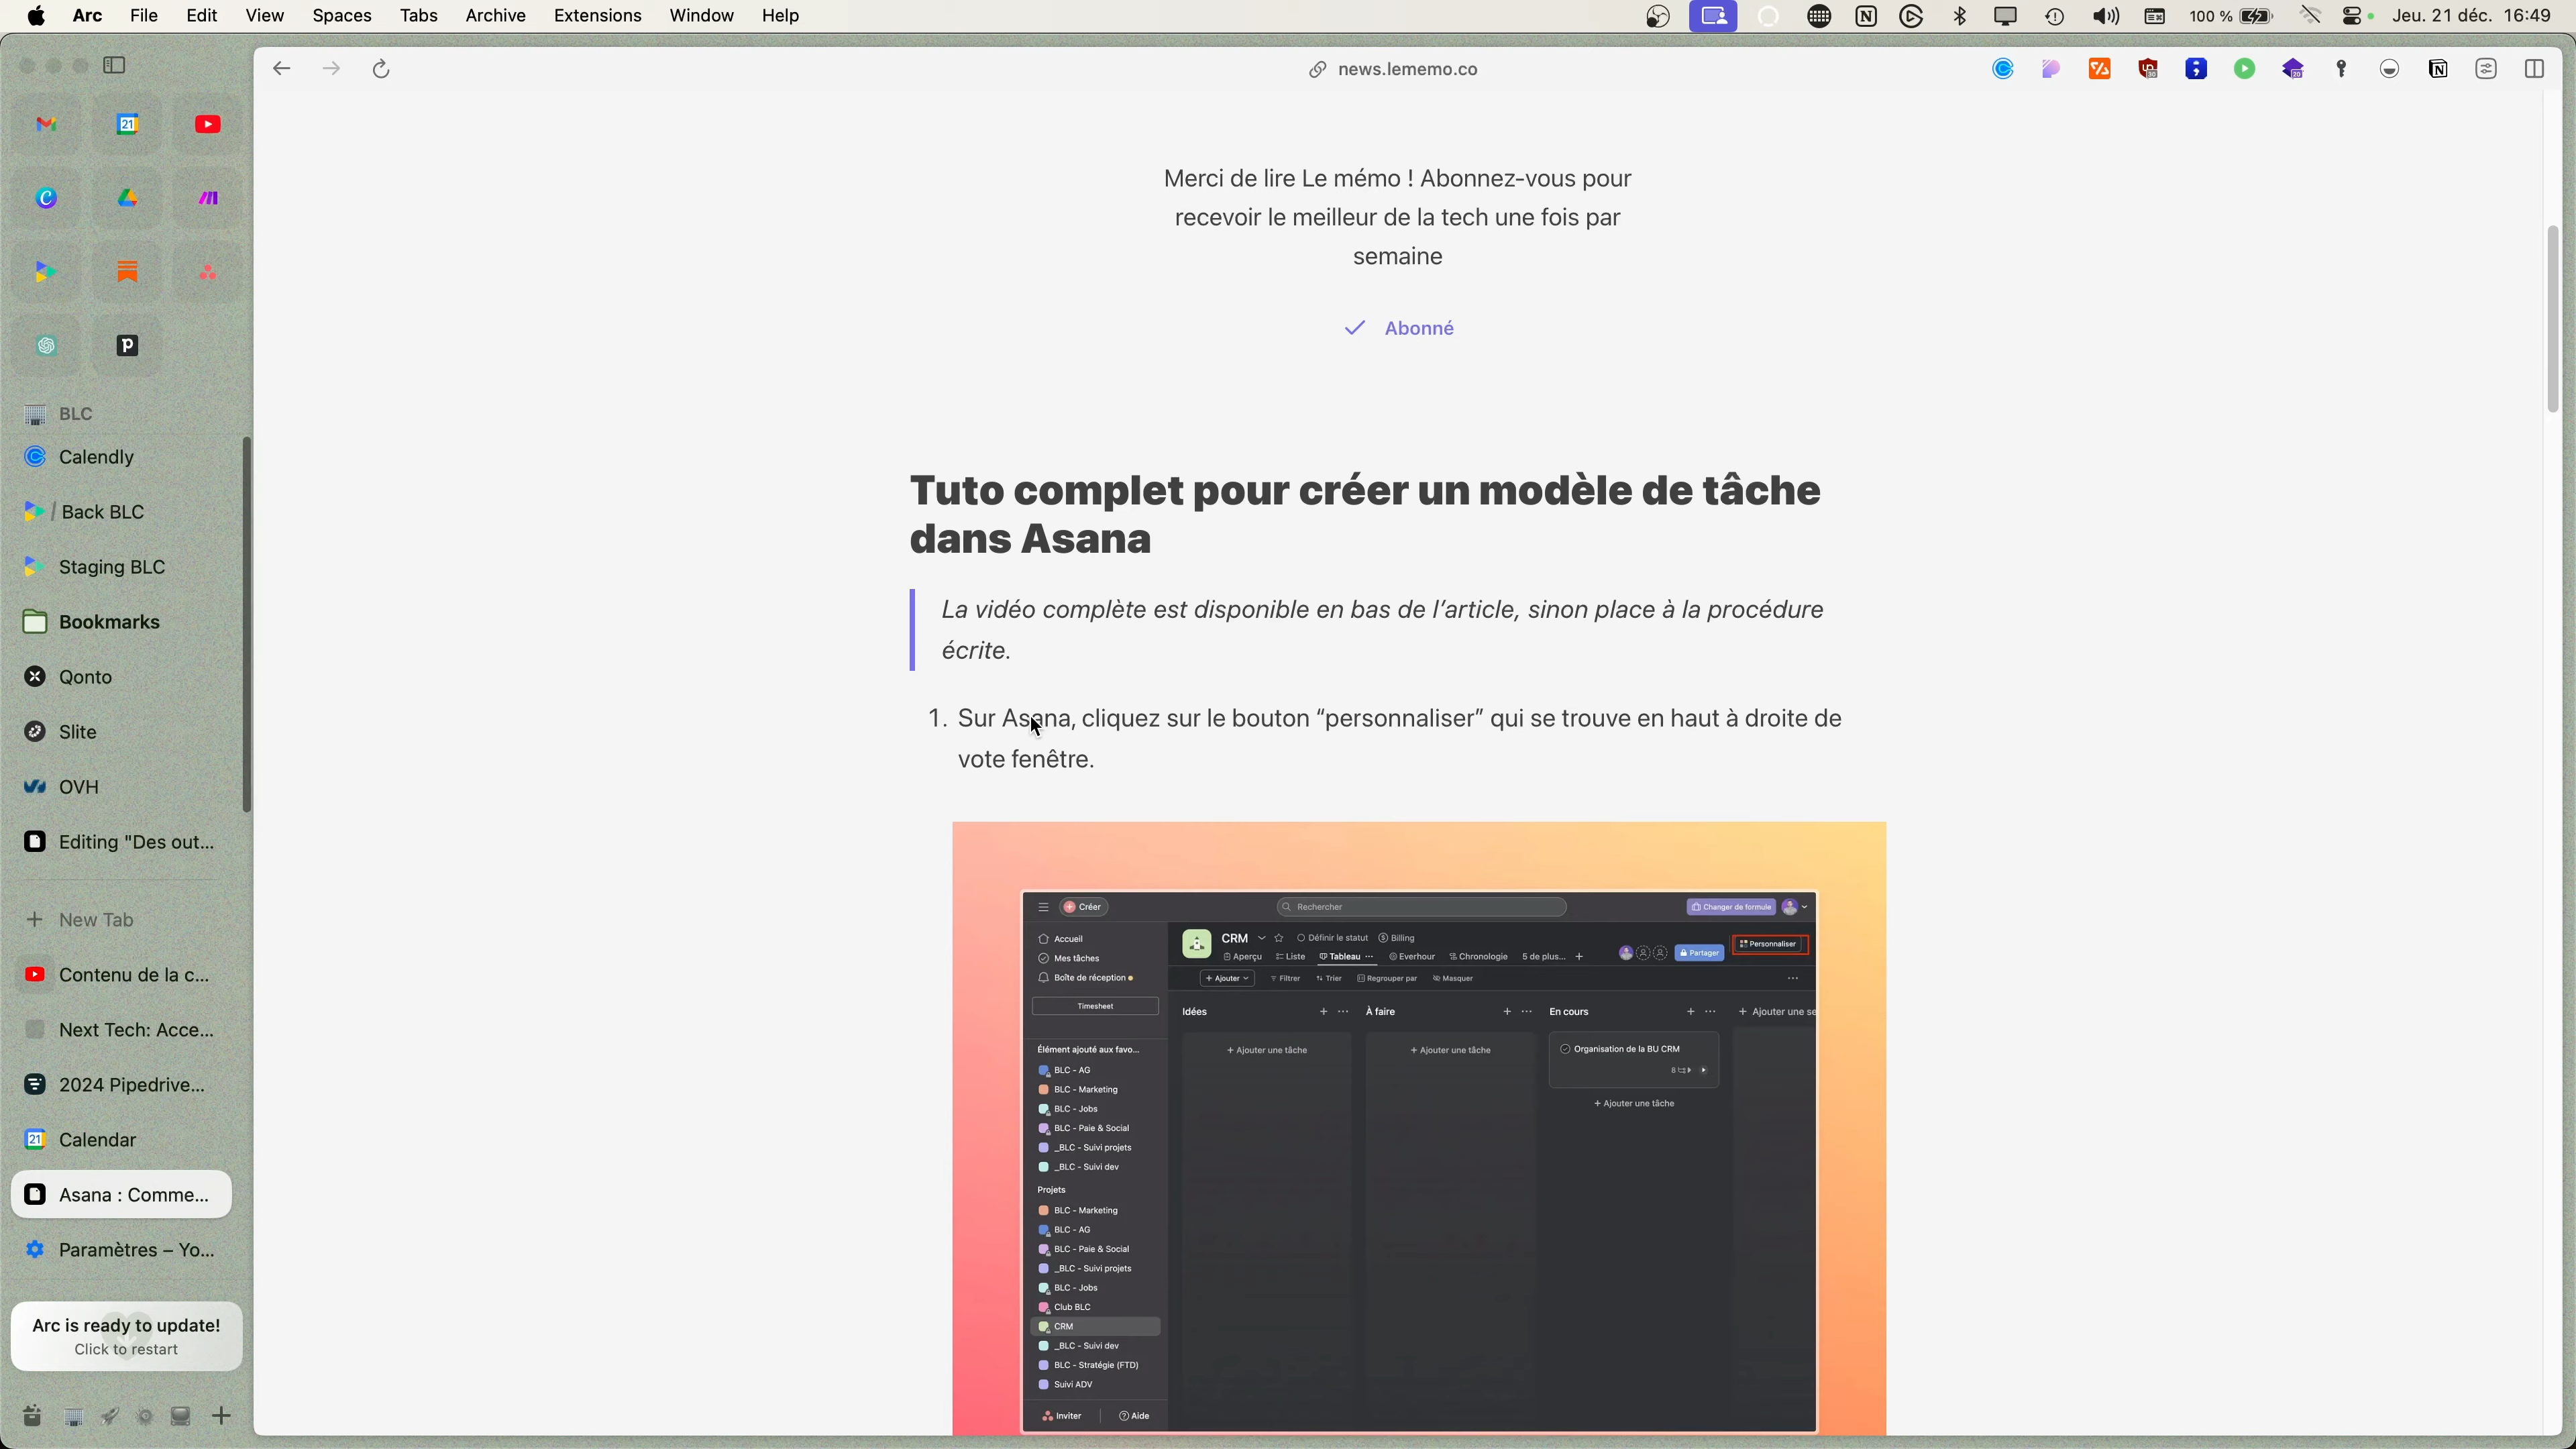 Arc File Edit View Spaces Tabs Archive Extensions Window Help
100 % Jeu. 21 déc. 16:49
news.lememo.co
BLC
Calendly
/ Back BLC
Staging BLC
Bookmarks
Qonto
Slite
OVH
Editing "Des out...
New Tab
Contenu de la c...
Next Tech: Acce...
2024 Pipedrive...
Calendar
Asana : Comme...
Paramètres – Yo...
Arc is ready to update!
Click to restart
Merci de lire Le mémo ! Abonnez-vous pour
recevoir le meilleur de la tech une fois par
semaine
Abonné
Tuto complet pour créer un modèle de tâche
dans Asana
La vidéo complète est disponible en bas de l’article, sinon place à la procédure
écrite.
1. Sur Asana, cliquez sur le bouton “personnaliser” qui se trouve en haut à droite de
vote fenêtre.
Créer
Rechercher
Changer de formule
Accueil
Mes tâches
Boîte de réception
Timesheet
Élément ajouté aux favo...
BLC - AG
BLC - Marketing
BLC - Jobs
BLC - Paie & Social
_BLC - Suivi projets
_BLC - Suivi dev
Projets
BLC - Marketing
BLC - AG
BLC - Paie & Social
_BLC - Suivi projets
BLC - Jobs
Club BLC
CRM
_BLC - Suivi dev
BLC - Stratégie (FTD)
Suivi ADV
Inviter Aide
CRM Définir le statut Billing
Aperçu Liste Tableau Everhour Chronologie 5 de plus... +
Partager
Personnaliser
+ Ajouter Filtrer Trier Regrouper par Masquer
Idées
+ Ajouter une tâche
À faire
+ Ajouter une tâche
En cours
Organisation de la BU CRM
+ Ajouter une tâche
+ Ajouter une se